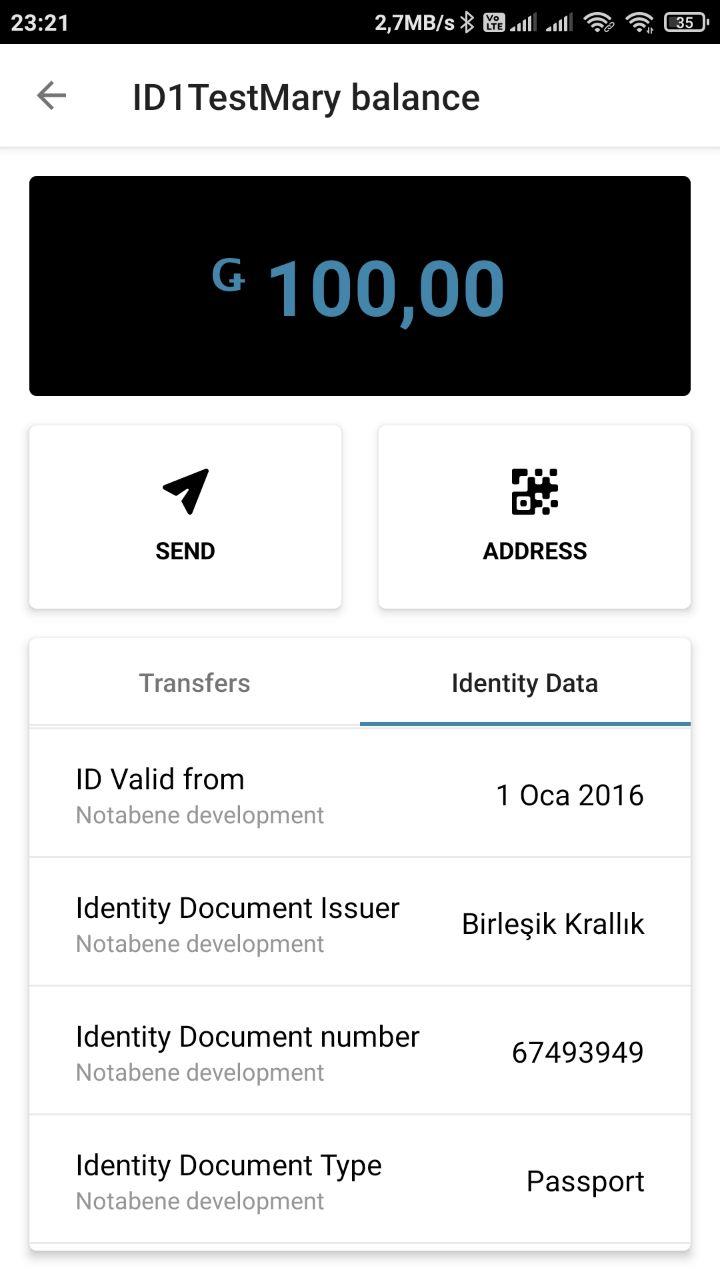 23:21 2,7MB/s Vo LTE 35
ID1TestMary balance
Ǥ 100,00
SEND ADDRESS
Transfers Identity Data
ID Valid from
Notabene development
1 Oca 2016
Identity Document Issuer
Notabene development
Birleşik Krallık
Identity Document number
Notabene development
67493949
Identity Document Type
Notabene development
Passport